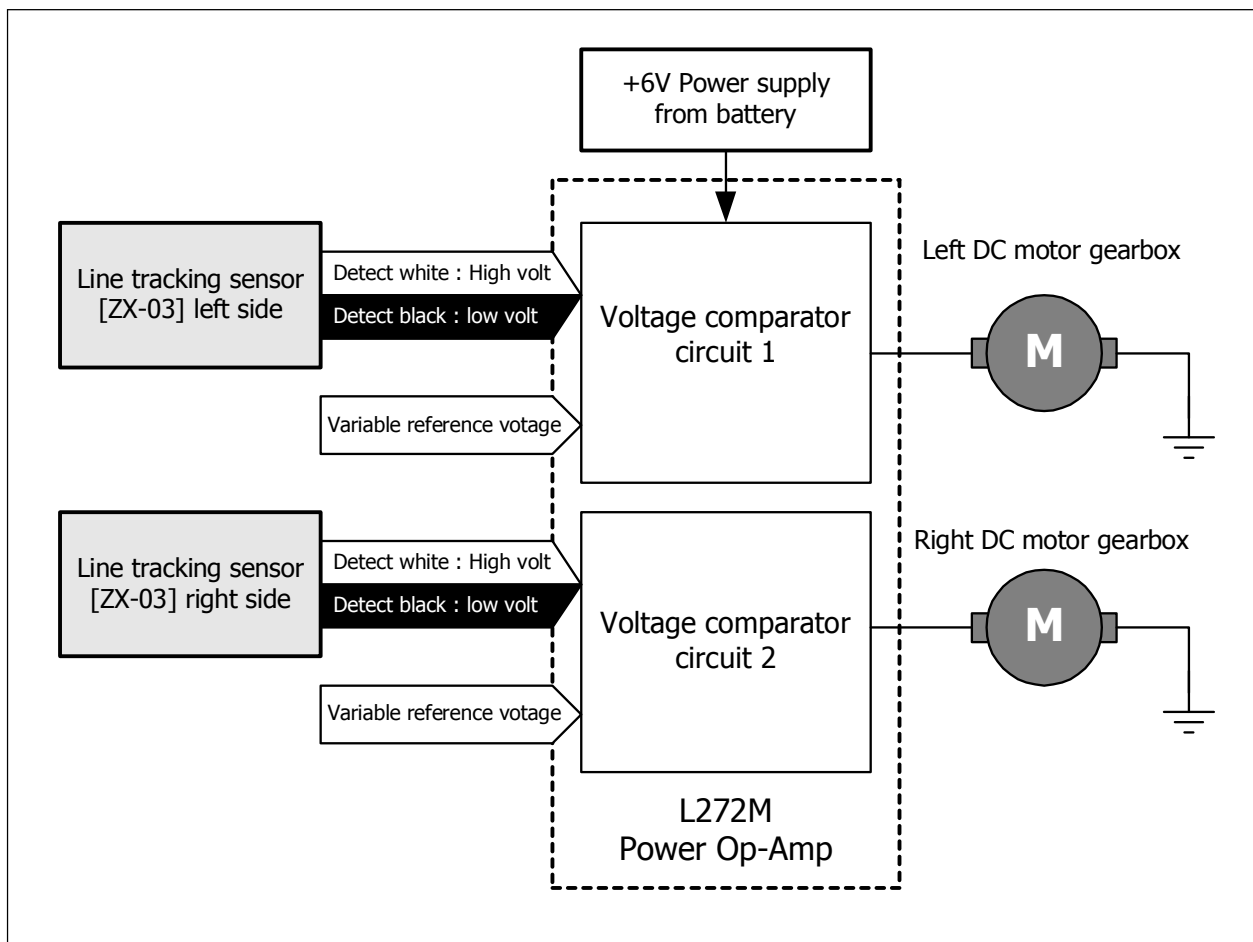 +6V Power supply
from battery
Line tracking sensor
[ZX-03] left side
Detect white : High volt
Detect black : low volt
Variable reference votage
Voltage comparator
circuit 1
Left DC motor gearbox
M
Line tracking sensor
[ZX-03] right side
Detect white : High volt
Detect black : low volt
Variable reference votage
Voltage comparator
circuit 2
Right DC motor gearbox
M
L272M
Power Op-Amp